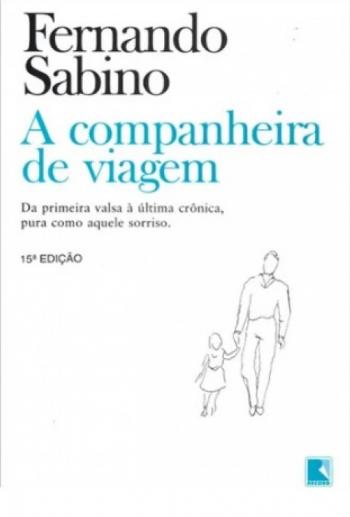 Fernando
Sabino
A companheira
de viagem
Da primeira valsa à última crônica,
pura como aquele sorriso.
15ª EDIÇÃO